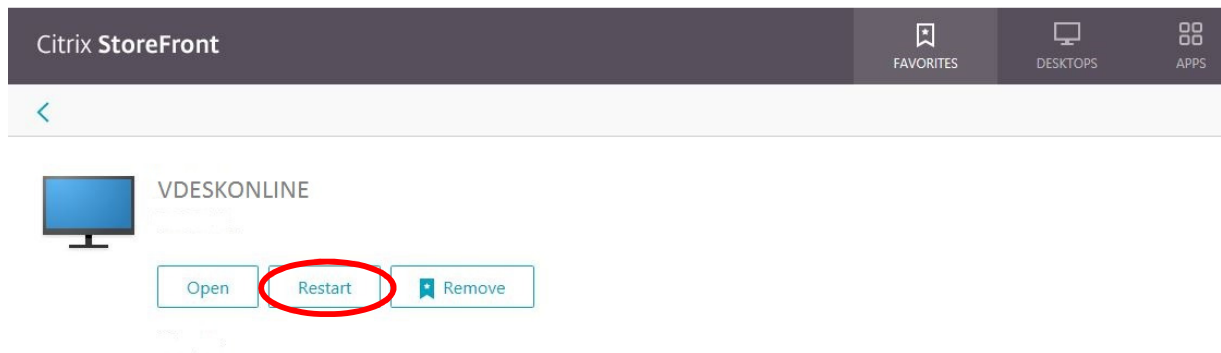 Citrix StoreFront
FAVORITES
DESKTOPS
APPS
VDESKONLINE
Open
Restart
Remove